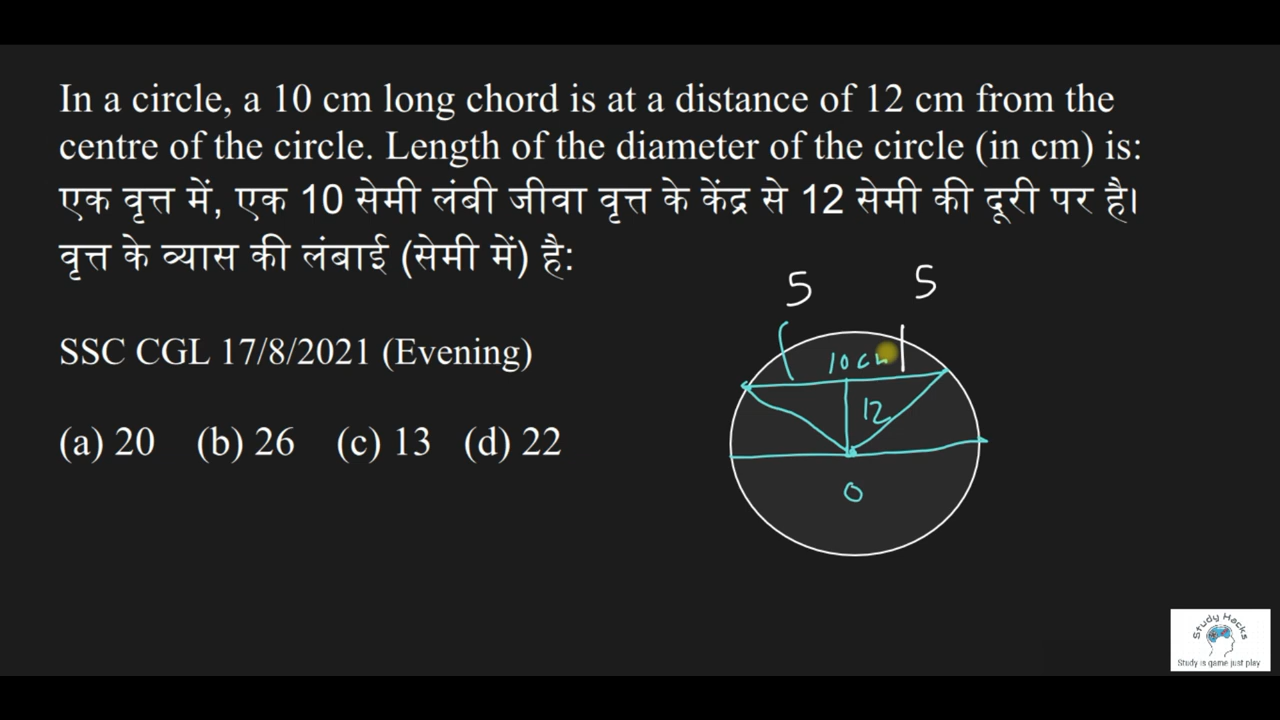 In a circle, a 10 cm long chord is at a distance of 12 cm from the
centre of the circle. Length of the diameter of the circle (in cm) is:
एक वृत्त में, एक 10 सेमी लंबी जीवा वृत्त के केंद्र से 12 सेमी की दूरी पर है।
वृत्त के व्यास की लंबाई (सेमी में) है:
5 5
SSC CGL 17/8/2021 (Evening)
10 cm
12
(a) 20 (b) 26 (c) 13 (d) 22
O
Study Hacks
Study is game just play